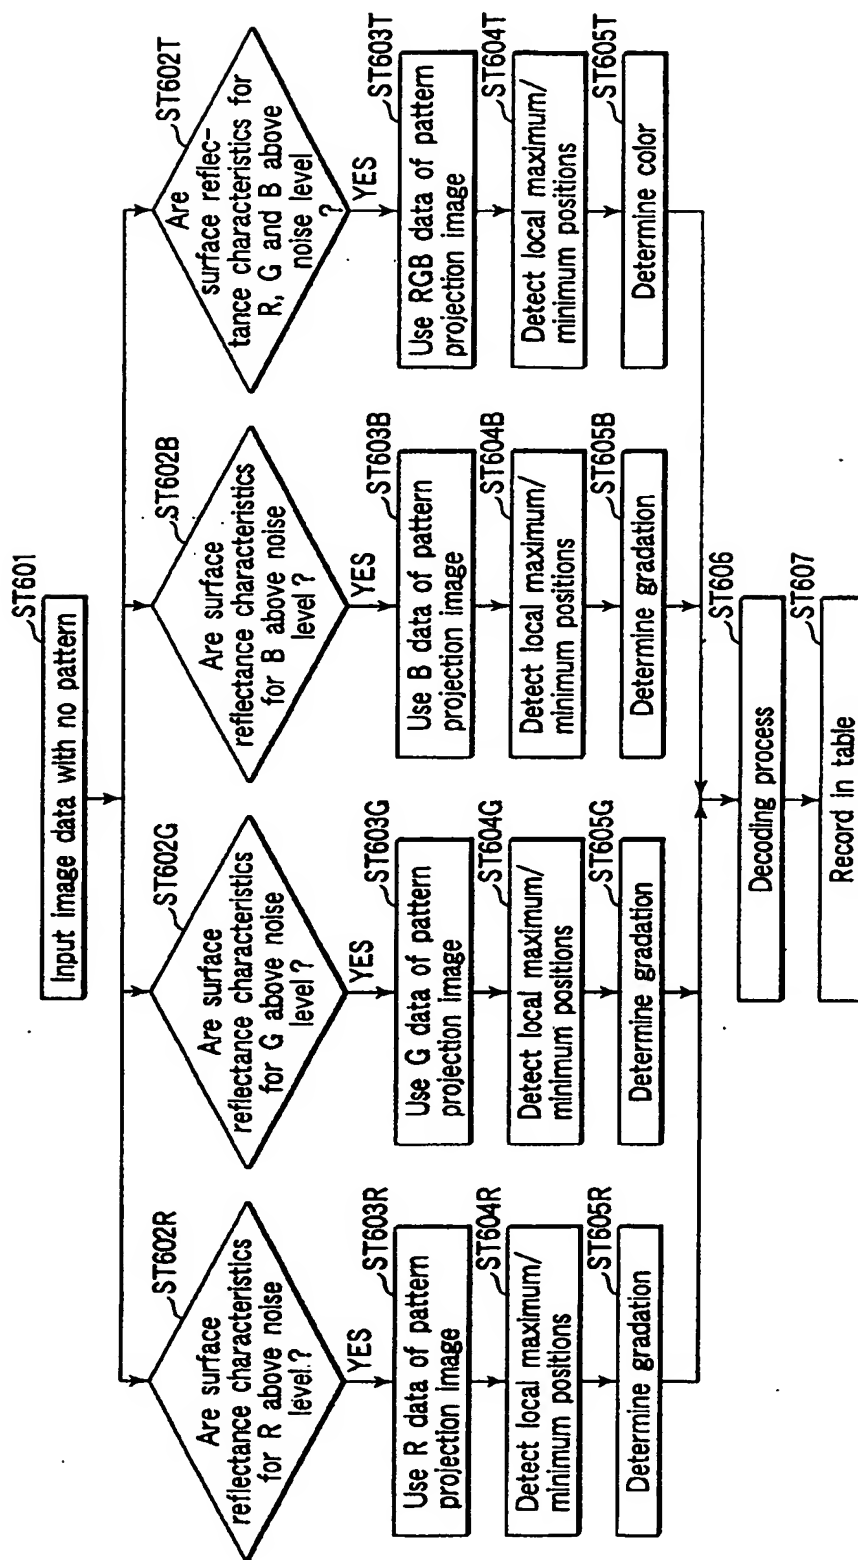 ST601
Input image data with no pattern
ST602R
Are surface
reflectance characteristics
for R above noise
level?
YES
ST603R
Use R data of pattern
projection image
ST604R
Detect local maximum/
minimum positions
ST605R
Determine gradation
ST602G
Are surface
reflectance characteristics
for G above noise
level?
YES
ST603G
Use G data of pattern
projection image
ST604G
Detect local maximum/
minimum positions
ST605G
Determine gradation
ST602B
Are surface
reflectance characteristics
for B above noise
level?
YES
ST603B
Use B data of pattern
projection image
ST604B
Detect local maximum/
minimum positions
ST605B
Determine gradation
ST602T
Are
surface reflec-
tance characteristics for
R, G and B above
noise level
?
YES
ST603T
Use RGB data of pattern
projection image
ST604T
Detect local maximum/
minimum positions
ST605T
Determine color
ST606
Decoding process
ST607
Record in table